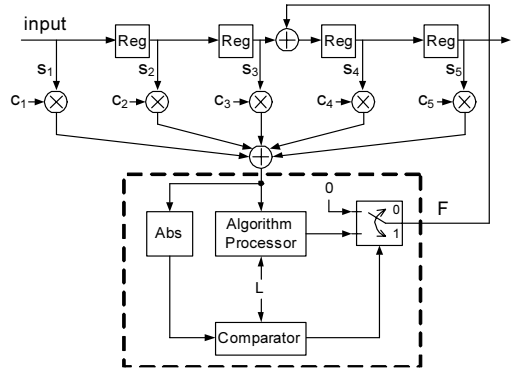 input
Reg Reg Reg Reg
s1 s2 s3 s4 s5
c1 c2 c3 c4 c5
0
F
0
1
Abs
Algorithm
Processor
L
Comparator